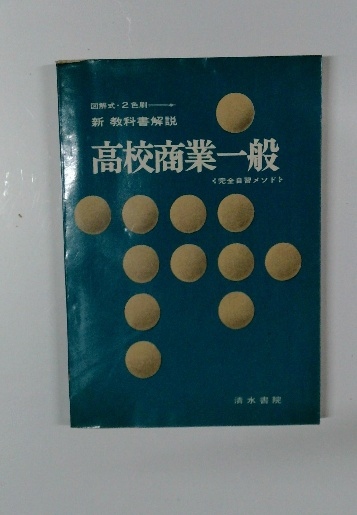 図解式・2色刷
新 教科書解説
高校商業一般
<完全自習メソド>
清水書院